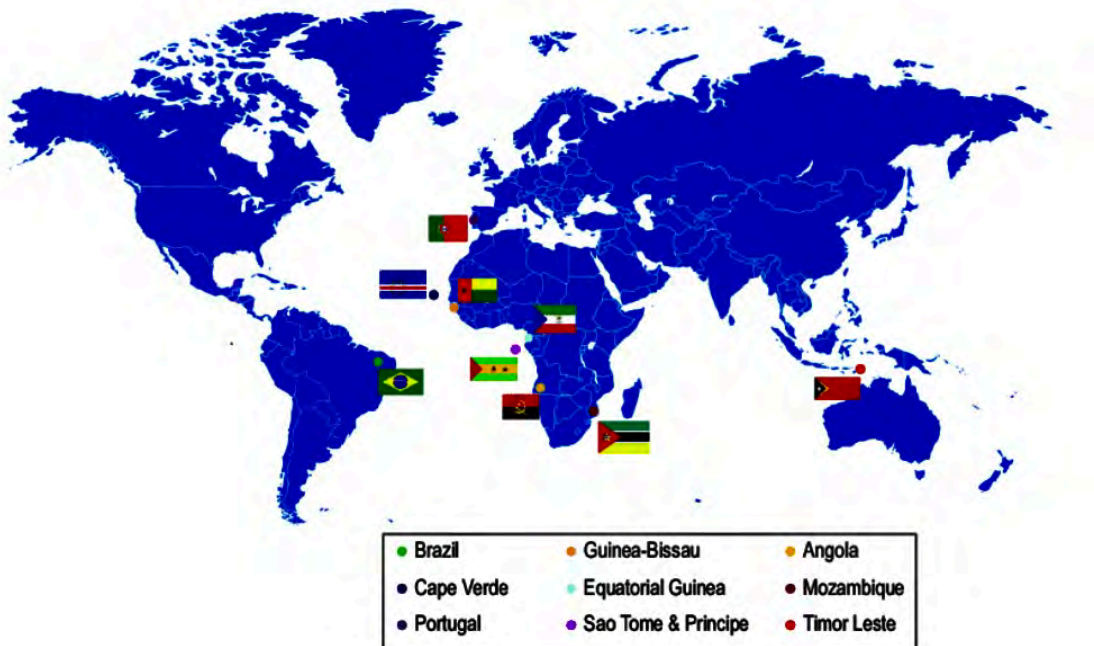 Brazil Guinea-Bissau Angola
Cape Verde Equatorial Guinea Mozambique
Portugal Sao Tome & Principe Timor Leste